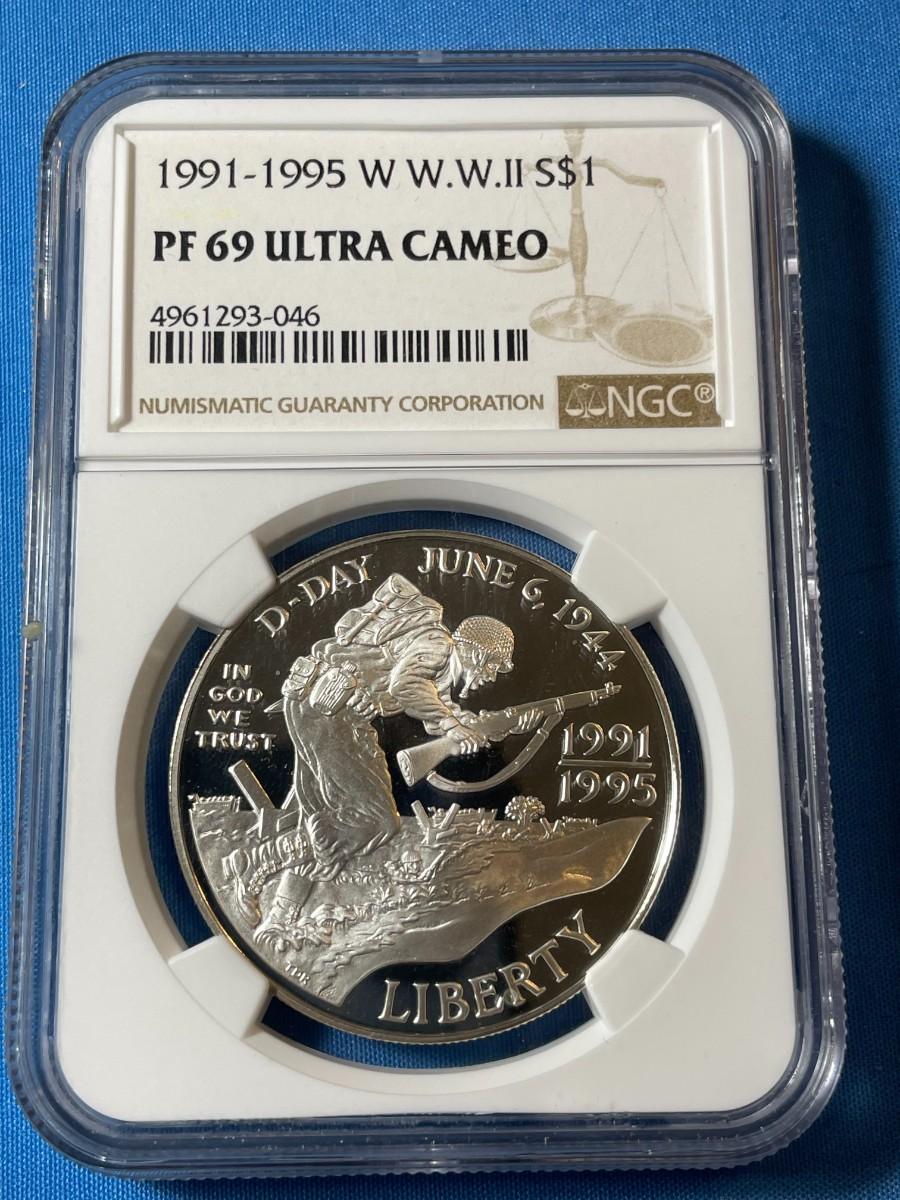 1991-1995 W W.W.II S$1
PF 69 ULTRA CAMEO
4961293-046
NUMISMATIC GUARANTY CORPORATION
NGC®
D-DAY JUNE 6, 1944
IN
GOD
WE
TRUST
1991
1995
LIBERTY